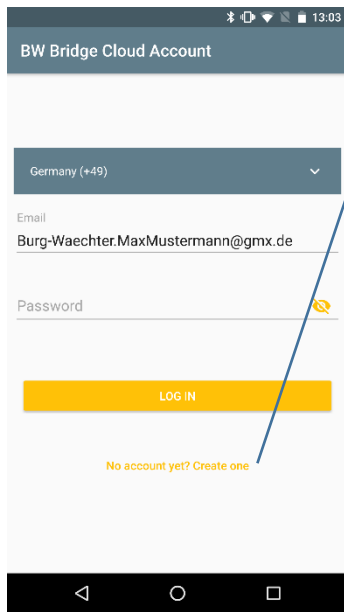 13:03
BW Bridge Cloud Account
Germany (+49)
Email
Burg-Waechter.MaxMustermann@gmx.de
Password
LOG IN
No account yet? Create one